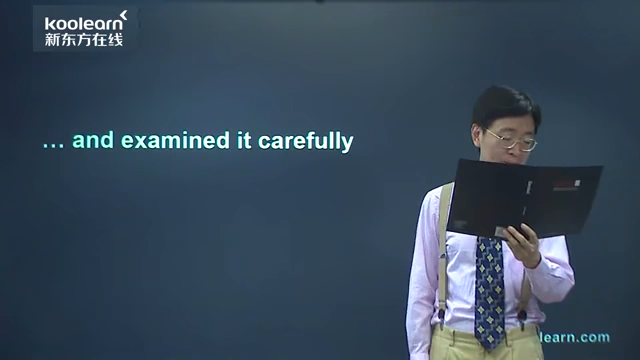 koolearn
新东方在线
… and examined it carefully
learn.com